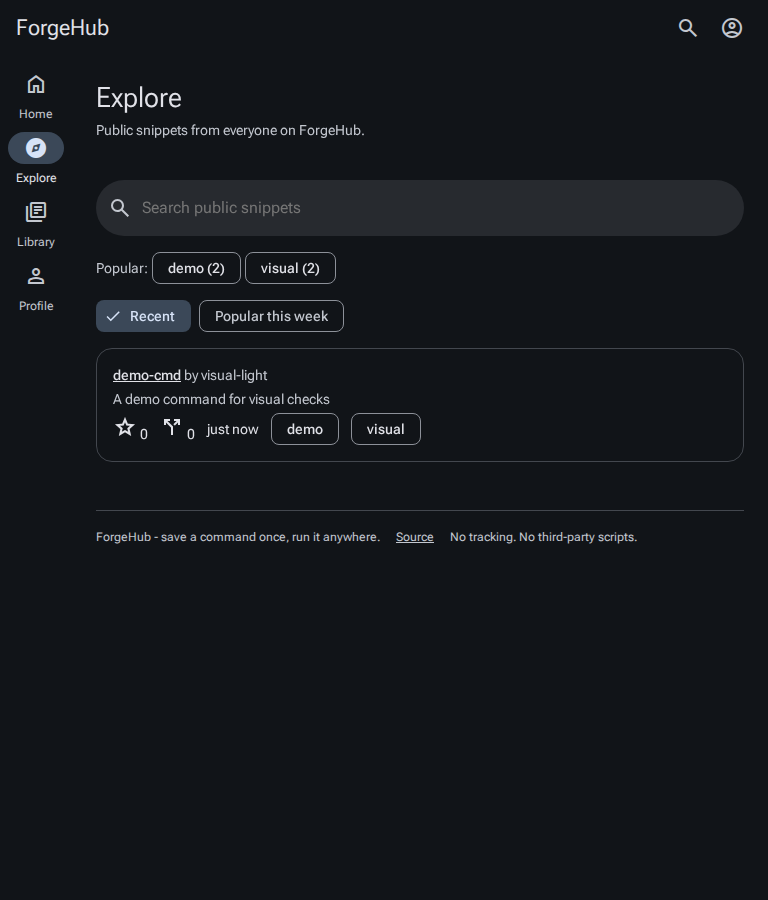 ForgeHub
Home
Explore
Library
Profile
Explore
Public snippets from everyone on ForgeHub.
Search public snippets
Popular: demo (2) visual (2)
Recent Popular this week
demo-cmd by visual-light
A demo command for visual checks
0 0 just now demo visual
ForgeHub - save a command once, run it anywhere. Source No tracking. No third-party scripts.